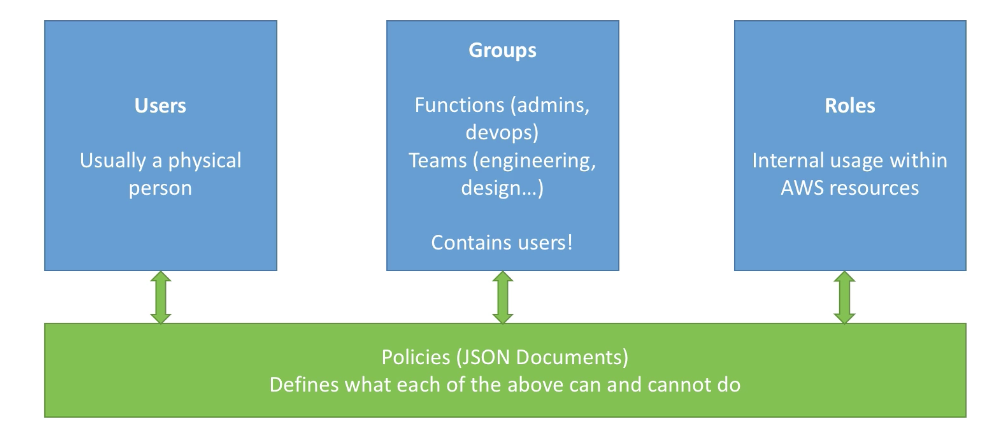 Users
Usually a physical
person
Groups
Functions (admins,
devops)
Teams (engineering,
design...)
Contains users!
Roles
Internal usage within
AWS resources
Policies (JSON Documents)
Defines what each of the above can and cannot do